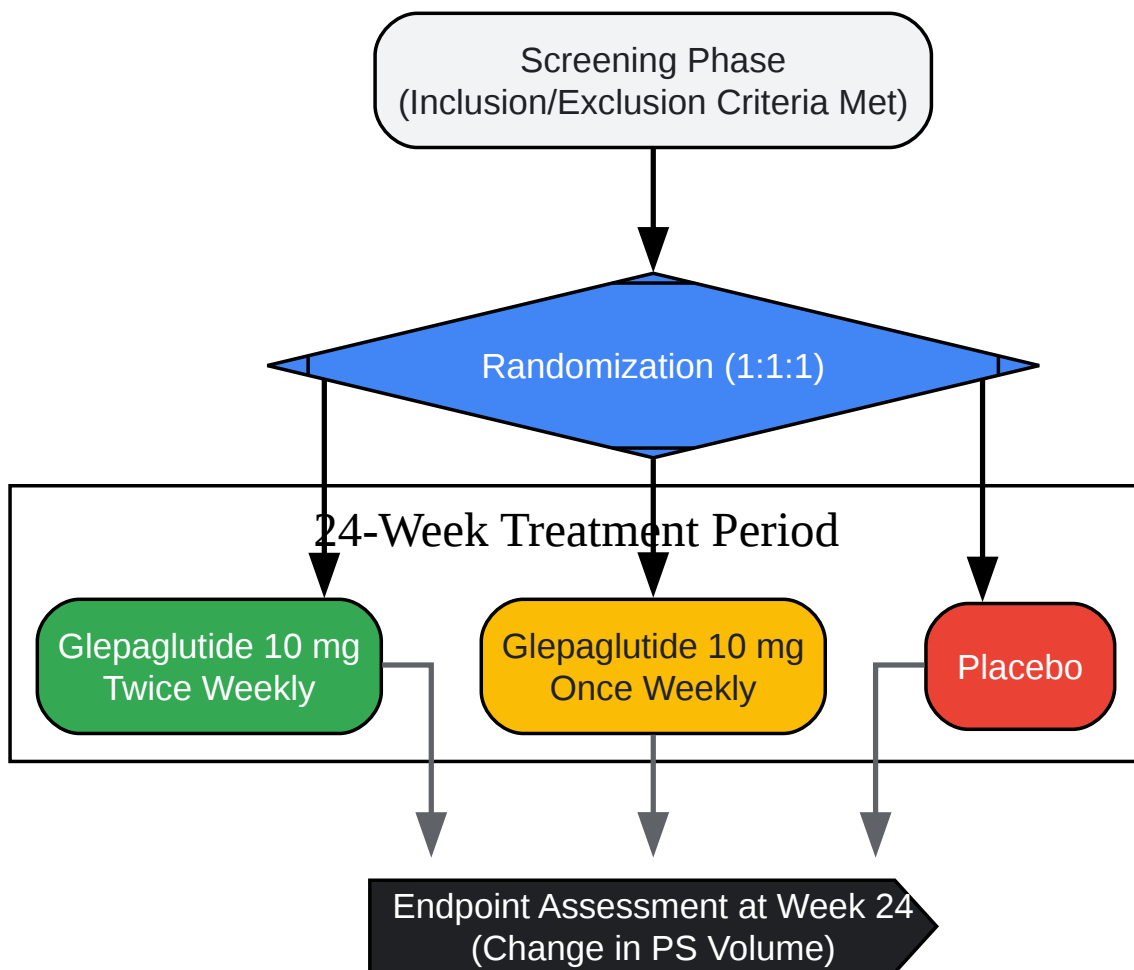 Screening Phase
(Inclusion/Exclusion Criteria Met)
Randomization (1:1:1)
24-Week Treatment Period
Glepaglutide 10 mg
Twice Weekly
Glepaglutide 10 mg
Once Weekly
Placebo
Endpoint Assessment at Week 24
(Change in PS Volume)